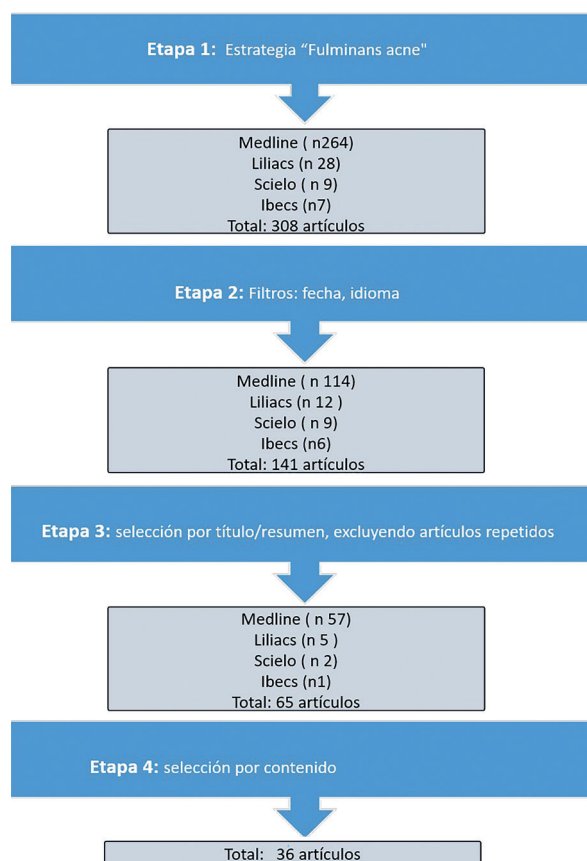 Etapa 1: Estrategia “Fulminans acne"
Medline ( n264)
Liliacs (n 28)
Scielo ( n 9)
Ibecs (n7)
Total: 308 artículos
Etapa 2: Filtros: fecha, idioma
Medline ( n 114)
Liliacs (n 12 )
Scielo ( n 9)
Ibecs (n6)
Total: 141 artículos
Etapa 3: selección por título/resumen, excluyendo artículos repetidos
Medline ( n 57)
Liliacs (n 5 )
Scielo ( n 2)
Ibecs (n1)
Total: 65 artículos
Etapa 4: selección por contenido
Total: 36 artículos